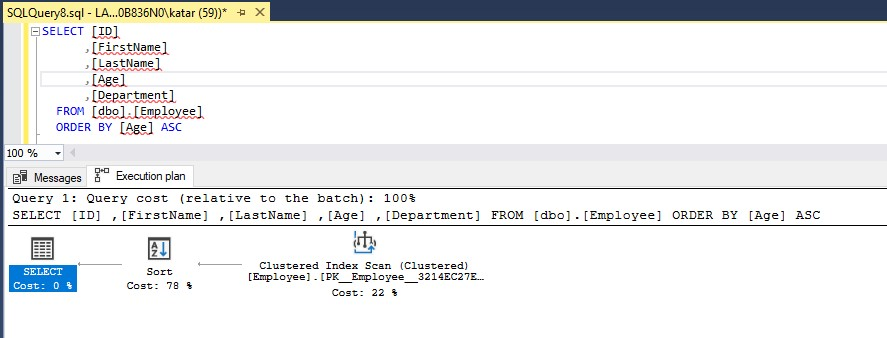 SQLQuery8.sql - LA...0B836N0\katar (59))*
SELECT [ID]
,[FirstName]
,[LastName]
,[Age]
,[Department]
FROM [dbo].[Employee]
ORDER BY [Age] ASC
100 %
Messages Execution plan
Query 1: Query cost (relative to the batch): 100%
SELECT [ID] ,[FirstName] ,[LastName] ,[Age] ,[Department] FROM [dbo].[Employee] ORDER BY [Age] ASC
SELECT
Cost: 0 %
Sort
Cost: 78 %
Clustered Index Scan (Clustered)
[Employee].[PK__Employee__3214EC27E…
Cost: 22 %